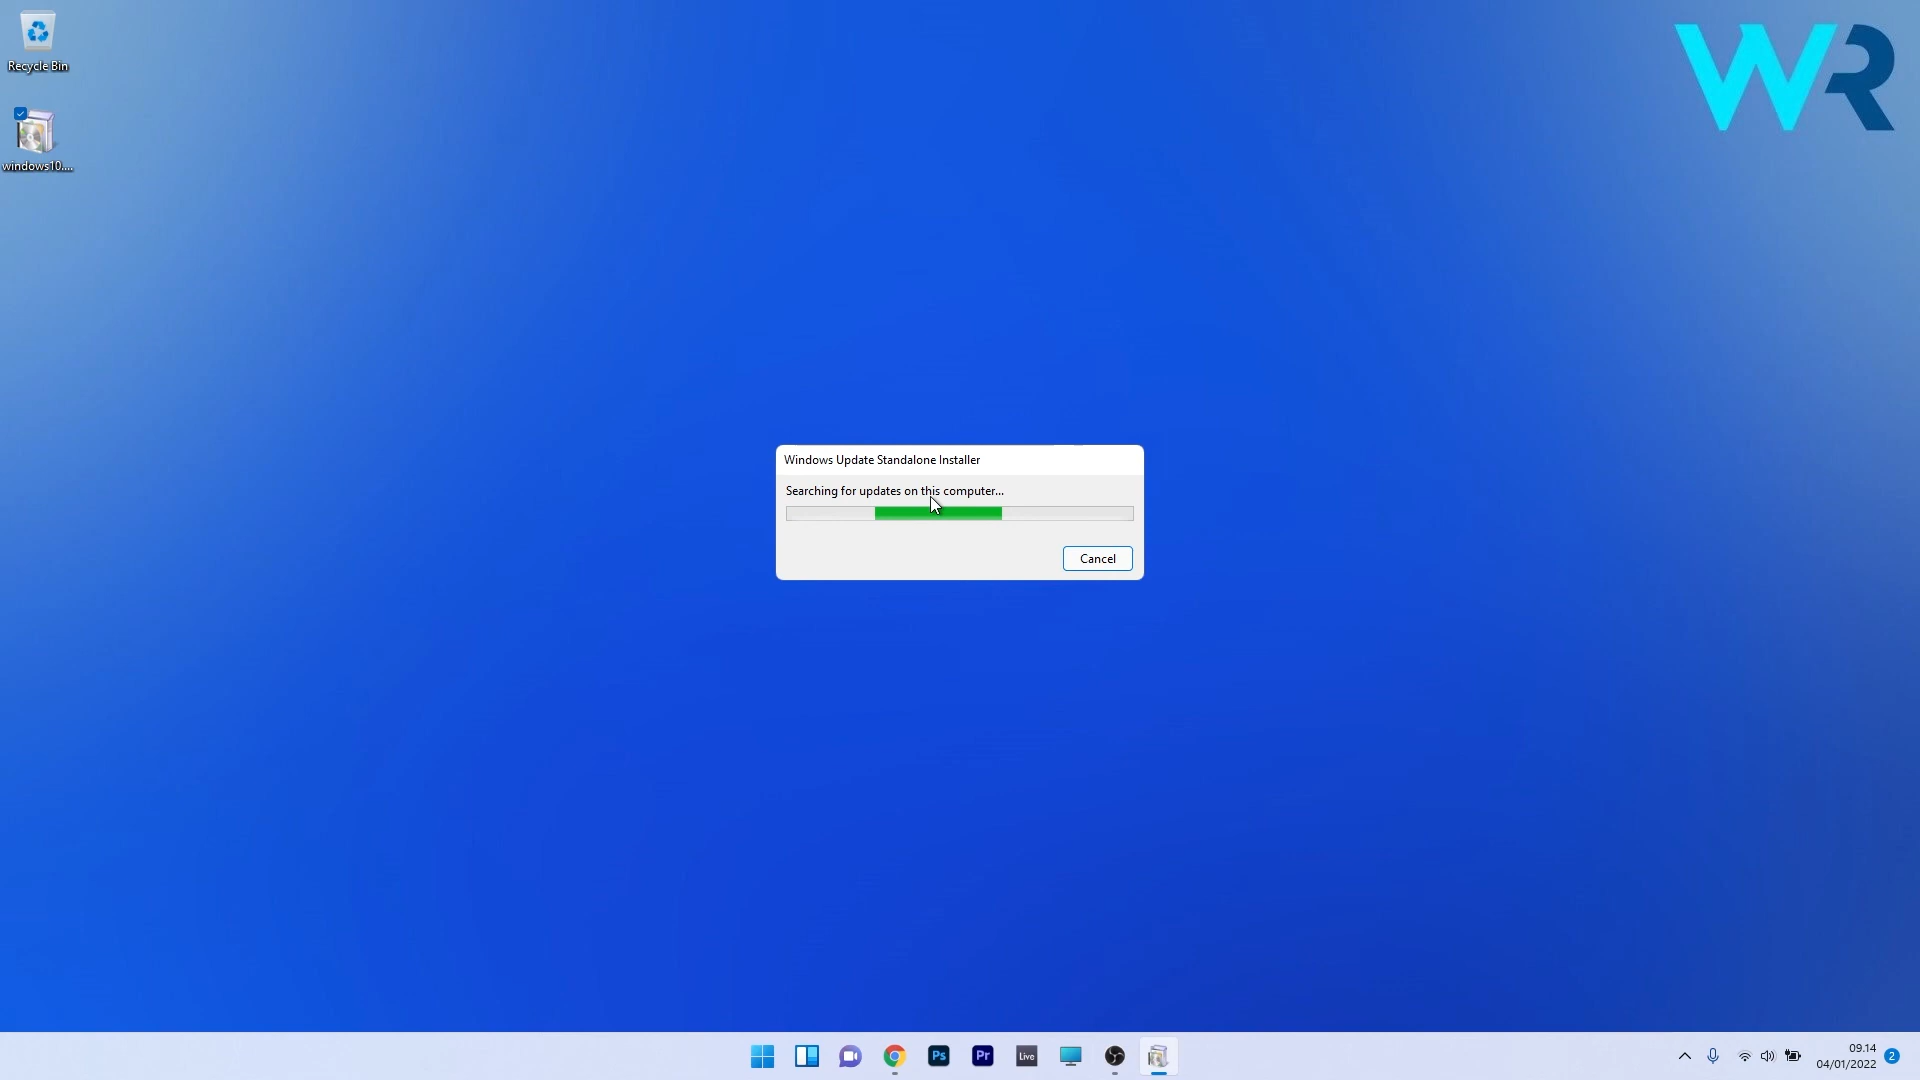 Recycle Bin
windows10....
WR
Windows Update Standalone Installer
Searching for updates on this computer...
Cancel
Ps
Pr
Live
09.14
04/01/2022
2